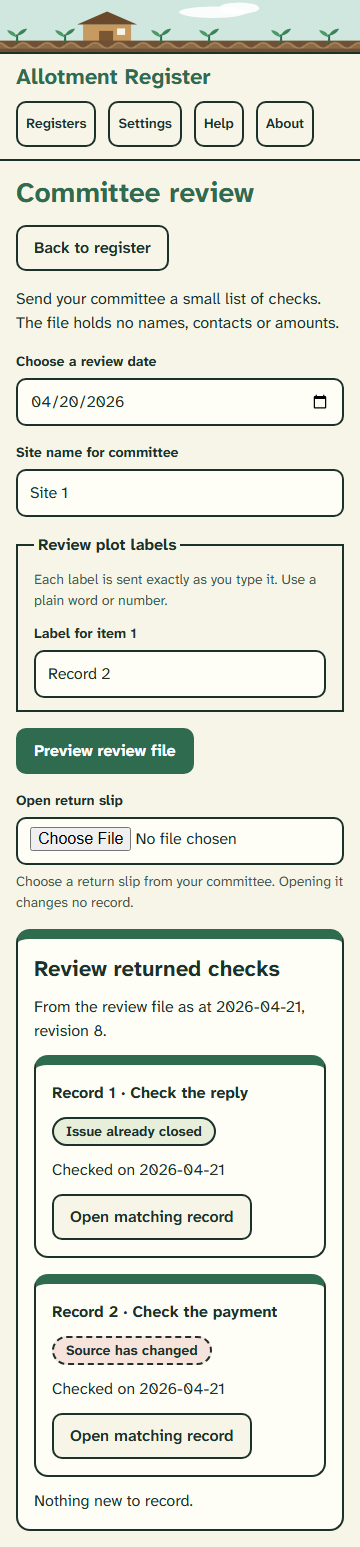 Allotment Register
Registers
Settings
Help
About
Committee review
Back to register
Send your committee a small list of checks.
The file holds no names, contacts or amounts.
Choose a review date
04/20/2026
Site name for committee
Site 1
Review plot labels
Each label is sent exactly as you type it. Use a
plain word or number.
Label for item 1
Record 2
Preview review file
Open return slip
Choose File No file chosen
Choose a return slip from your committee. Opening it
changes no record.
Review returned checks
From the review file as at 2026-04-21,
revision 8.
Record 1 · Check the reply
Issue already closed
Checked on 2026-04-21
Open matching record
Record 2 · Check the payment
Source has changed
Checked on 2026-04-21
Open matching record
Nothing new to record.